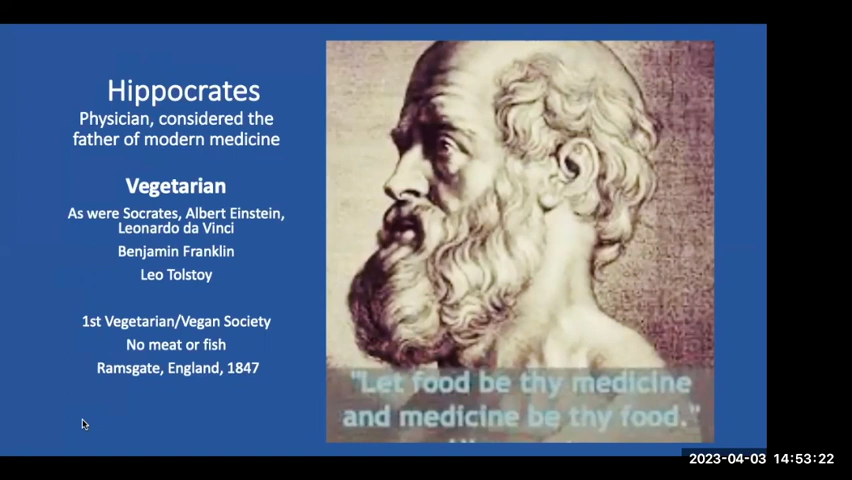 Hippocrates
Physician, considered the
father of modern medicine
Vegetarian
As were Socrates, Albert Einstein,
Leonardo da Vinci
Benjamin Franklin
Leo Tolstoy
1st Vegetarian/Vegan Society
No meat or fish
Ramsgate, England, 1847
"Let food be thy medicine
and medicine be thy food."
2023-04-03 14:53:22